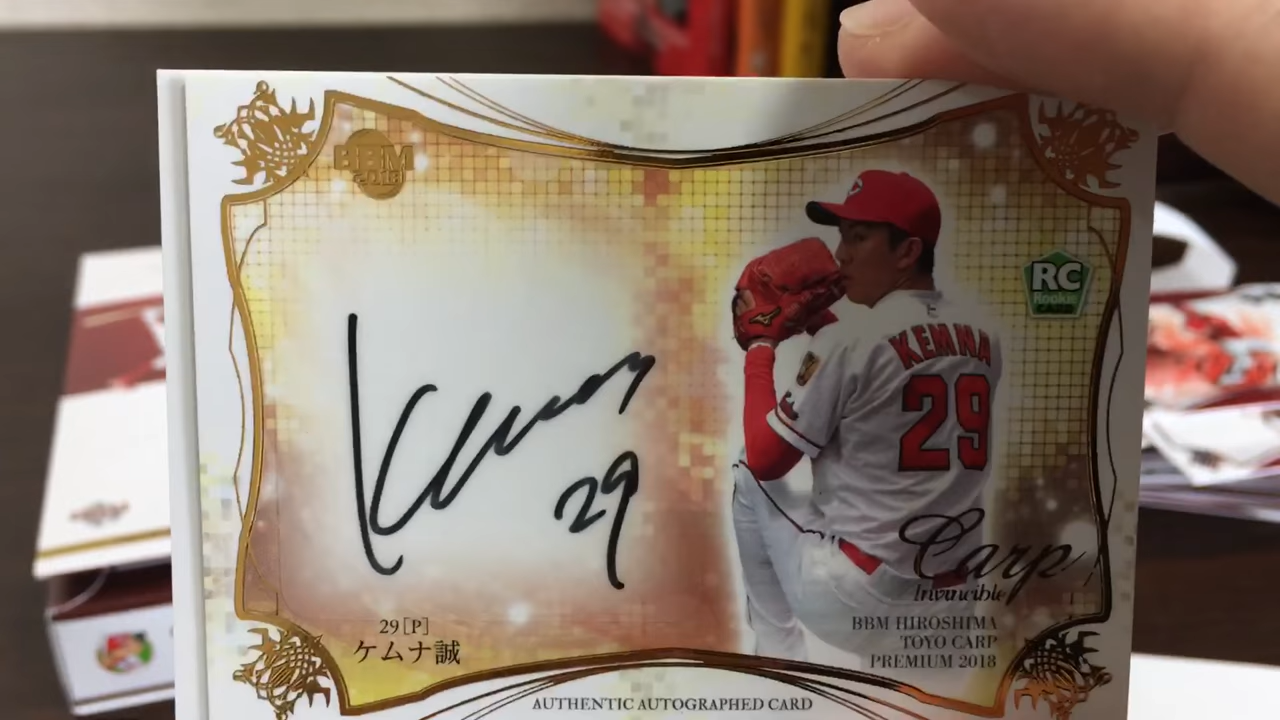 BBM
2018
RC
Rookie
CARD
KEMNA
29
Kemna
29
Carp
Invincible
29[P]
ケムナ誠
BBM HIROSHIMA
TOYO CARP
PREMIUM 2018
AUTHENTIC AUTOGRAPHED CARD